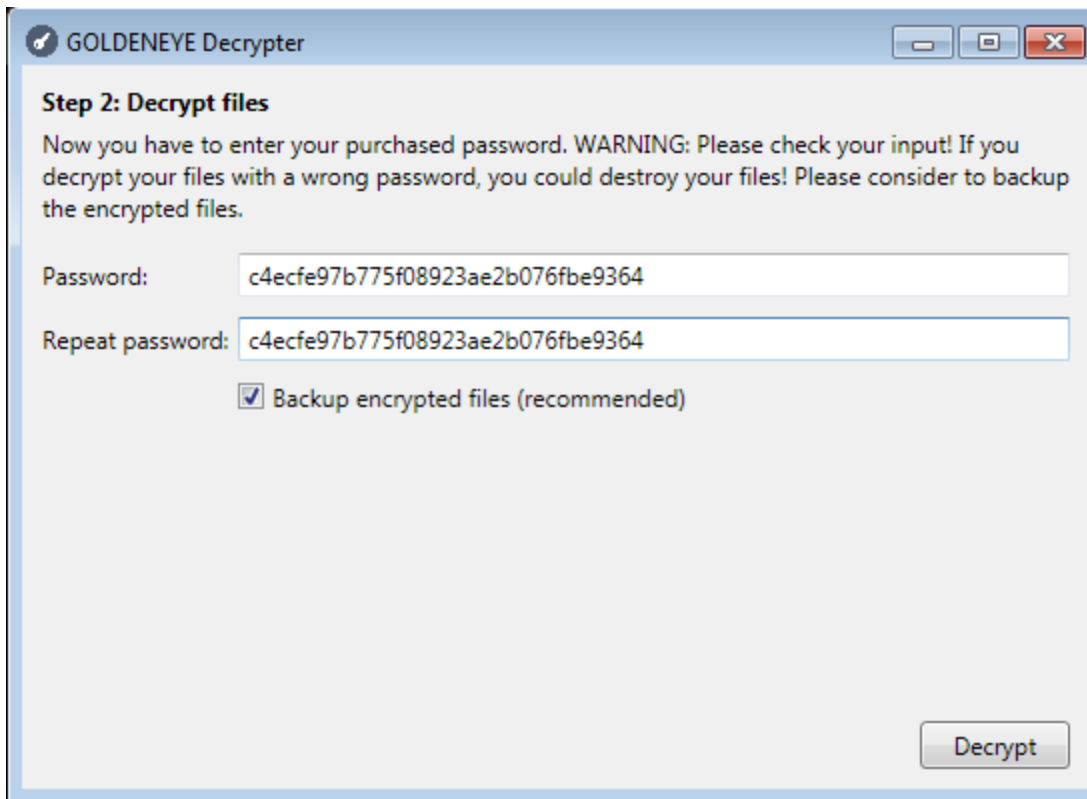 GOLDENEYE Decrypter
Step 2: Decrypt files
Now you have to enter your purchased password. WARNING: Please check your input! If you
decrypt your files with a wrong password, you could destroy your files! Please consider to backup
the encrypted files.
Password: c4ecfe97b775f08923ae2b076fbe9364
Repeat password: c4ecfe97b775f08923ae2b076fbe9364
Backup encrypted files (recommended)
Decrypt